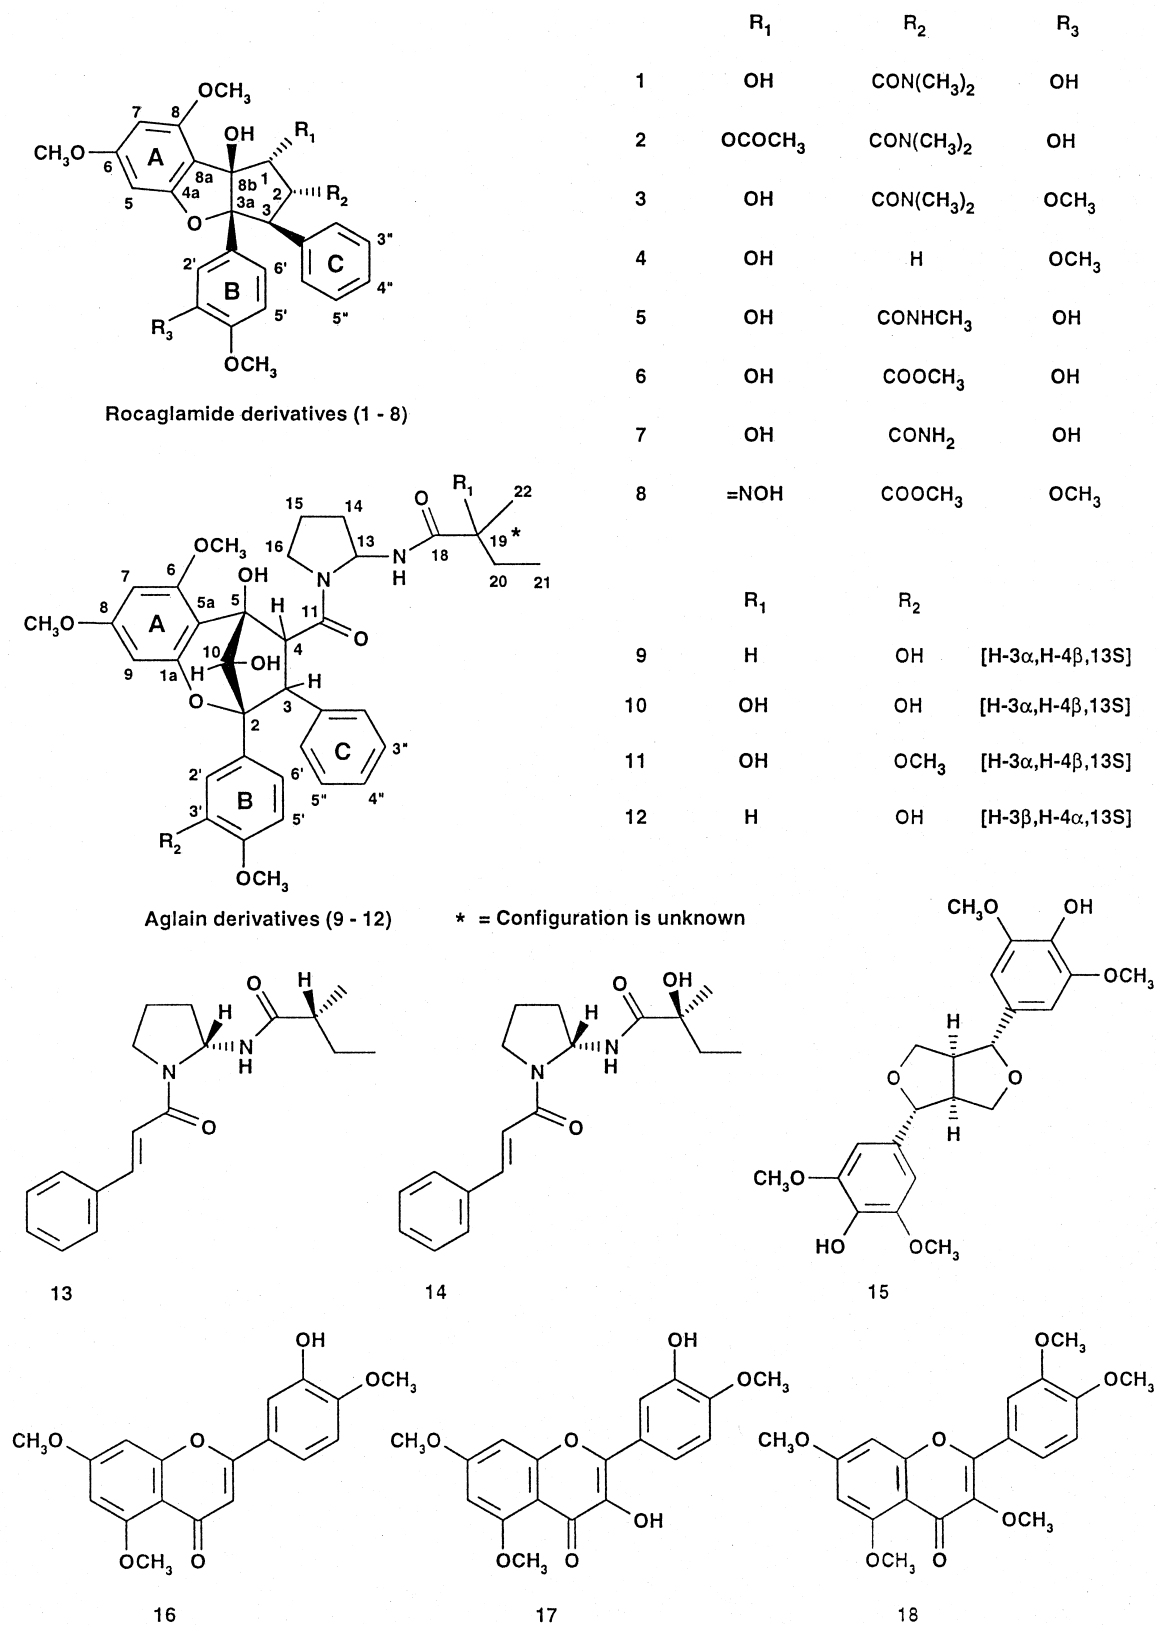 R1 R2 R3
1 OH CON(CH3)2 OH
2 OCOCH3 CON(CH3)2 OH
3 OH CON(CH3)2 OCH3
4 OH H OCH3
5 OH CONHCH3 OH
6 OH COOCH3 OH
7 OH CONH2 OH
8 =NOH COOCH3 OCH3
OCH3
7 8
OH R1
CH3O 6 A
8a 8b 1
5 4a 3a 2 R2
O 3
2' 6' C 3"
B 4"
R3 5' 5"
OCH3
Rocaglamide derivatives (1 - 8)
R1 22
15 14 O
13 19 *
16 N H 18
20 21
OCH3
7 6 OH N
5a 5 H 11
CH3O 8 A O
10 4
H OH
9 1a H
O 3
2
C 3"
2' 6'
3' B 5" 4"
5'
R2
OCH3
R1 R2
9 H OH [H-3α,H-4β,13S]
10 OH OH [H-3α,H-4β,13S]
11 OH OCH3 [H-3α,H-4β,13S]
12 H OH [H-3β,H-4α,13S]
Aglain derivatives (9 - 12) * = Configuration is unknown
O H
H
N N
H
O
13
O OH
H
N N
H
O
14
CH3O OH
OCH3
H
O O
H
CH3O
HO OCH3
15
OH
OCH3
CH3O O
OCH3 O
16
OH
OCH3
CH3O O
OH
OCH3 O
17
OCH3
OCH3
CH3O O
OCH3
OCH3 O
18